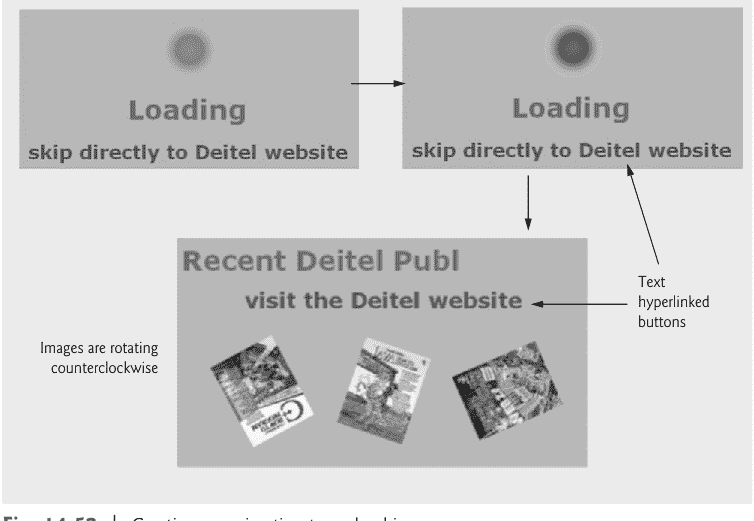 Loading
skip directly to Deitel website
Loading
skip directly to Deitel website
Recent Deitel Publ
visit the Deitel website
Text
hyperlinked
buttons
Images are rotating
counterclockwise